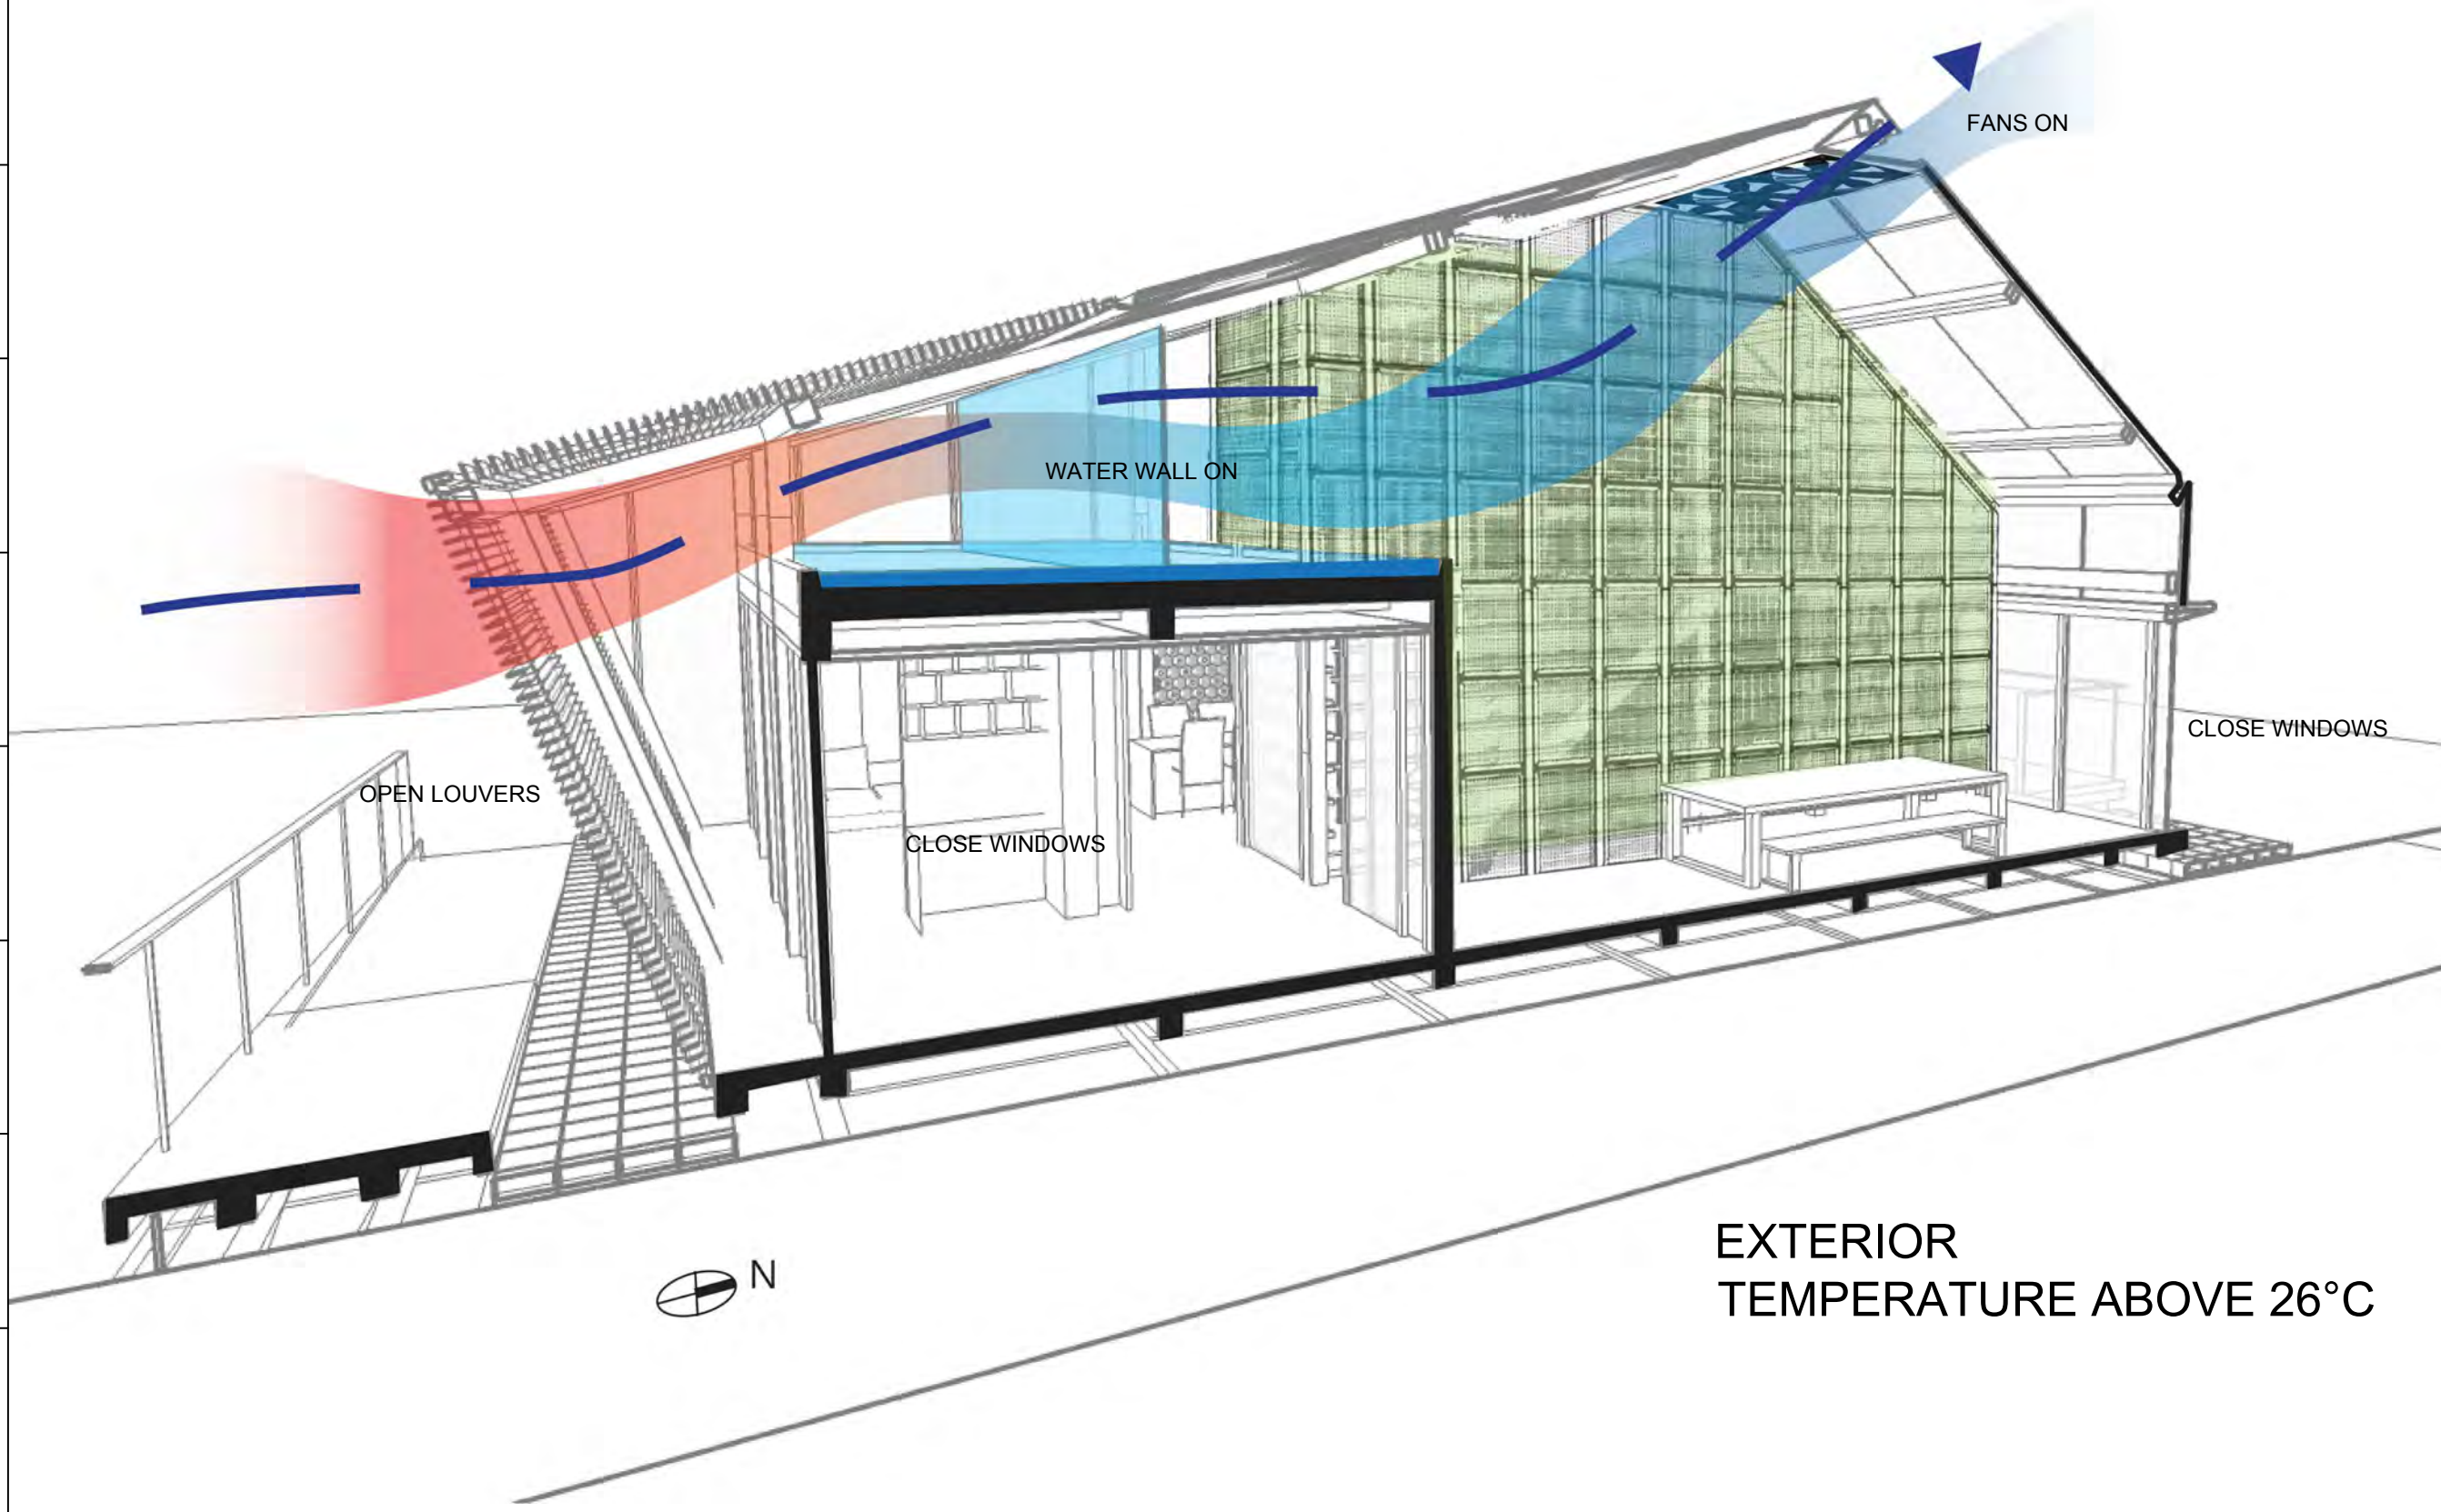 FANS ON
WATER WALL ON
CLOSE WINDOWS
OPEN LOUVERS
CLOSE WINDOWS
N
EXTERIOR
TEMPERATURE ABOVE 26°C